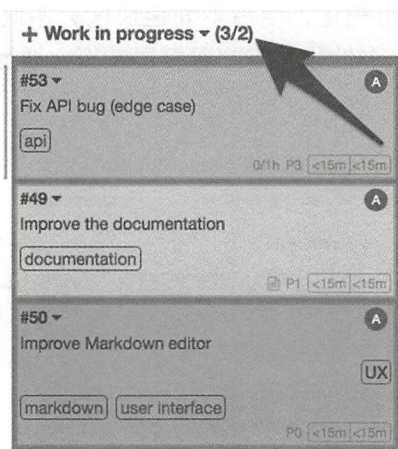 + Work in progress ▾ (3/2)
#53 ▾ A
Fix API bug (edge case)
api
0/1h P3 <15m <15m
#49 ▾ A
Improve the documentation
documentation
P1 <15m <15m
#50 ▾ A
Improve Markdown editor
UX
markdown user interface
P0 <15m <15m